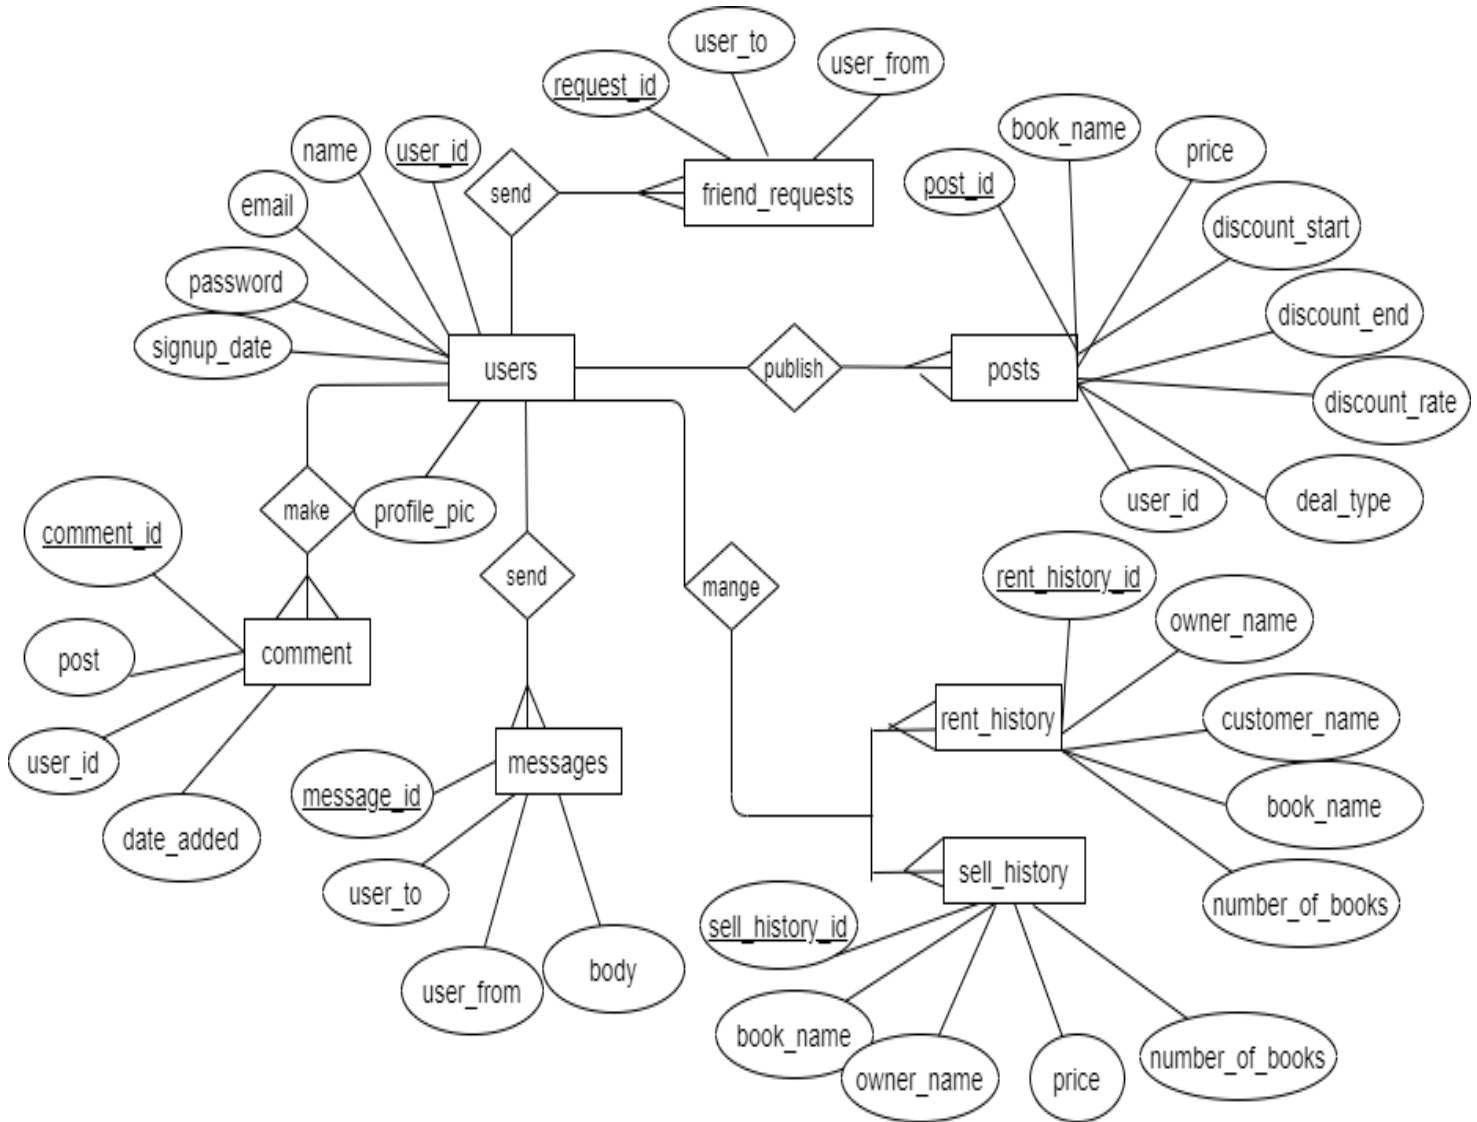 user_to
user_from
request_id
book_name
name
user_id
price
send
friend_requests
post_id
email
discount_start
password
discount_end
signup_date
users
publish
posts
discount_rate
make
profile_pic
user_id
deal_type
comment_id
send
mange
rent_history_id
owner_name
post
comment
rent_history
customer_name
user_id
messages
message_id
book_name
date_added
user_to
sell_history
number_of_books
sell_history_id
user_from
body
book_name
owner_name
price
number_of_books